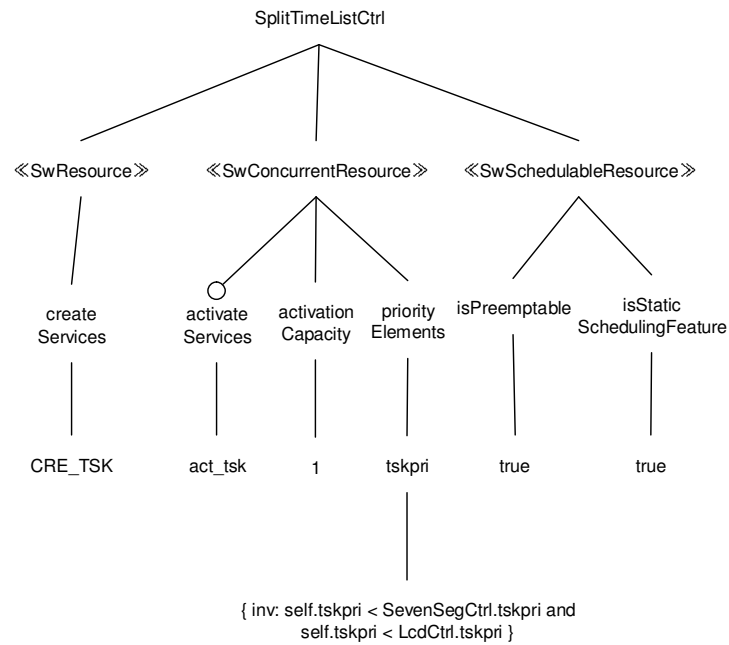 SplitTimeListCtrl
≪SwResource≫ ≪SwConcurrentResource≫ ≪SwSchedulableResource≫
create
Services
activate
Services
activation
Capacity
priority
Elements
isPreemptable
isStatic
SchedulingFeature
CRE_TSK act_tsk 1 tskpri true true
{ inv: self.tskpri < SevenSegCtrl.tskpri and
self.tskpri < LcdCtrl.tskpri }